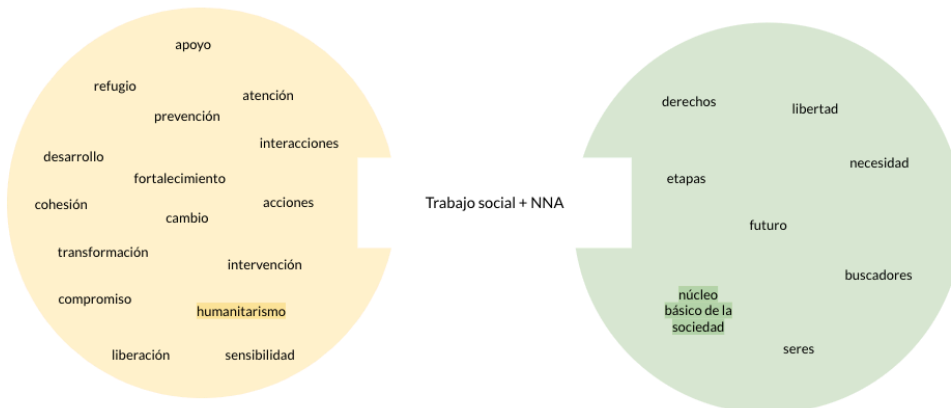 apoyo
refugio
atención
prevención
interacciones
desarrollo
fortalecimiento
cohesión
acciones
cambio
transformación
intervención
compromiso
humanitarismo
liberación
sensibilidad
Trabajo social + NNA
derechos
libertad
necesidad
etapas
futuro
buscadores
núcleo
básico de la
sociedad
seres